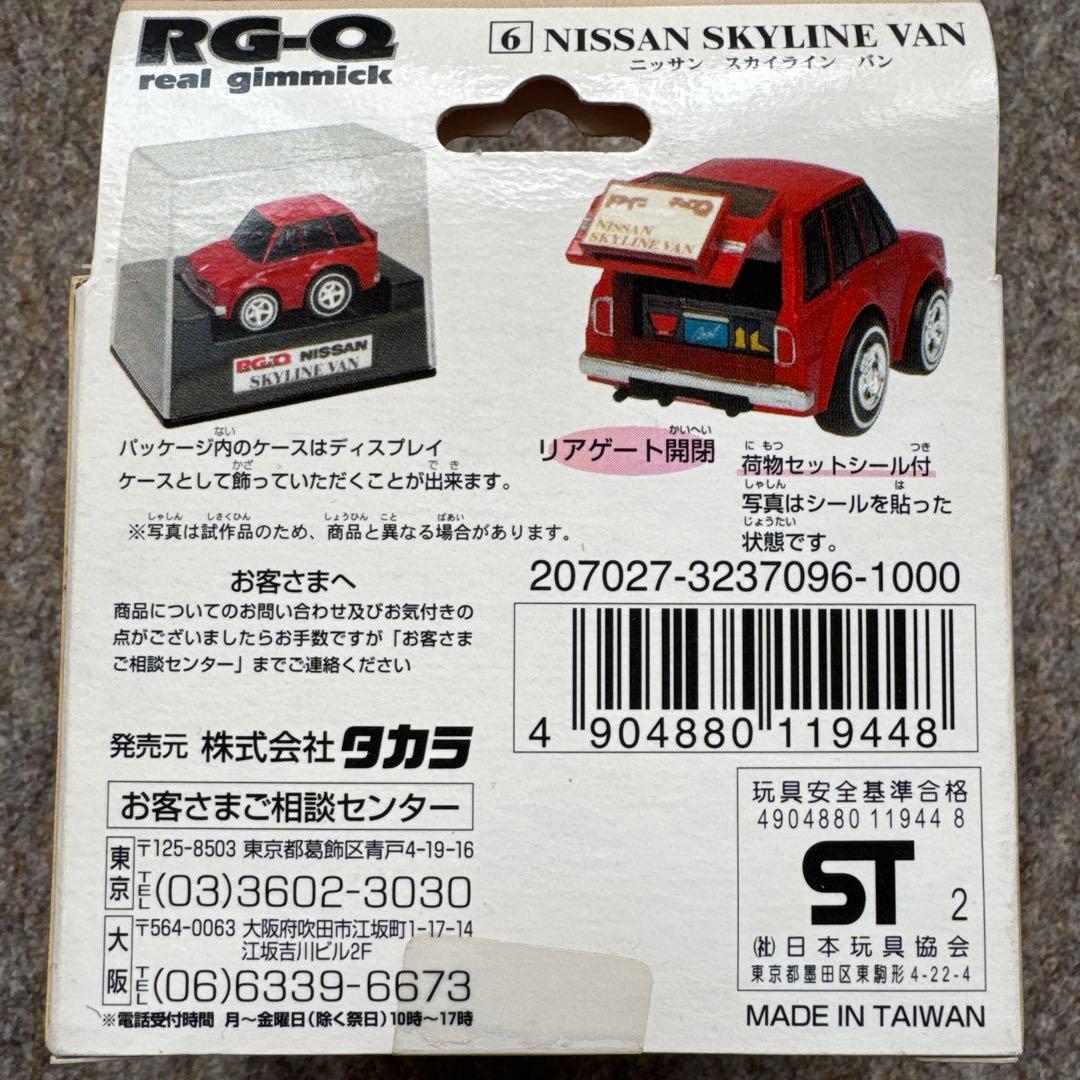 RG-Q
real gimmick
6 NISSAN SKYLINE VAN
ニッサン スカイライン バン
RG-Q NISSAN
SKYLINE VAN
RG-Q
NISSAN
SKYLINE VAN
パッケージ内のケースはディスプレイ
ケースとして飾っていただくことが出来ます。
※写真は試作品のため、商品と異なる場合があります。
リアゲート開閉
荷物セットシール付
写真はシールを貼った
状態です。
お客さまへ
商品についてのお問い合わせ及びお気付きの
点がございましたらお手数ですが「お客さま
ご相談センター」までご連絡ください
207027-3237096-1000
4 904880 119448
発売元 株式会社タカラ
お客さまご相談センター
東京 〒125-8503 東京都葛飾区青戸4-19-16
TEL(03)3602-3030
大阪 〒564-0063 大阪府吹田市江坂町1-17-14
江坂吉川ビル2F
TEL(06)6339-6673
※電話受付時間 月〜金曜日(除く祭日)10時〜17時
玩具安全基準合格
4904880 11944 8
ST 2
(社)日本玩具協会
東京都墨田区東駒形4-22-4
MADE IN TAIWAN